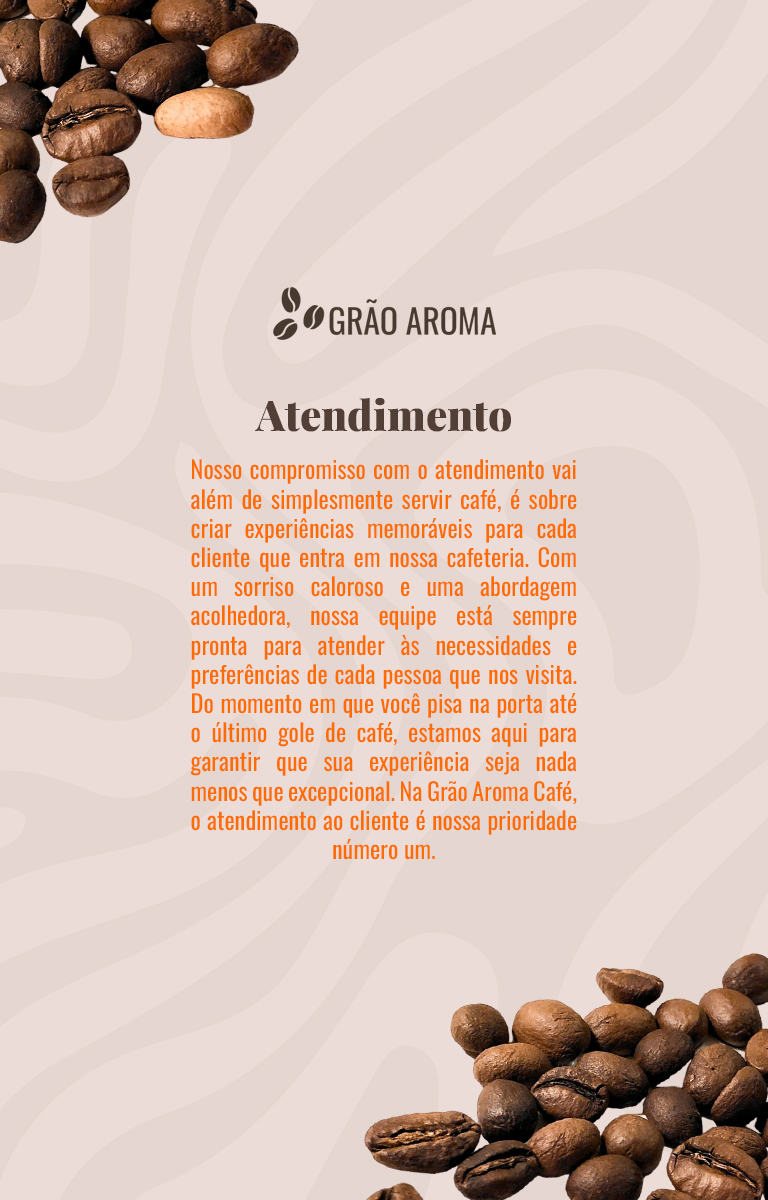 GRÃO AROMA
Atendimento
Nosso compromisso com o atendimento vai
além de simplesmente servir café, é sobre
criar experiências memoráveis para cada
cliente que entra em nossa cafeteria. Com
um sorriso caloroso e uma abordagem
acolhedora, nossa equipe está sempre
pronta para atender às necessidades e
preferências de cada pessoa que nos visita.
Do momento em que você pisa na porta até
o último gole de café, estamos aqui para
garantir que sua experiência seja nada
menos que excepcional. Na Grão Aroma Café,
o atendimento ao cliente é nossa prioridade
número um.